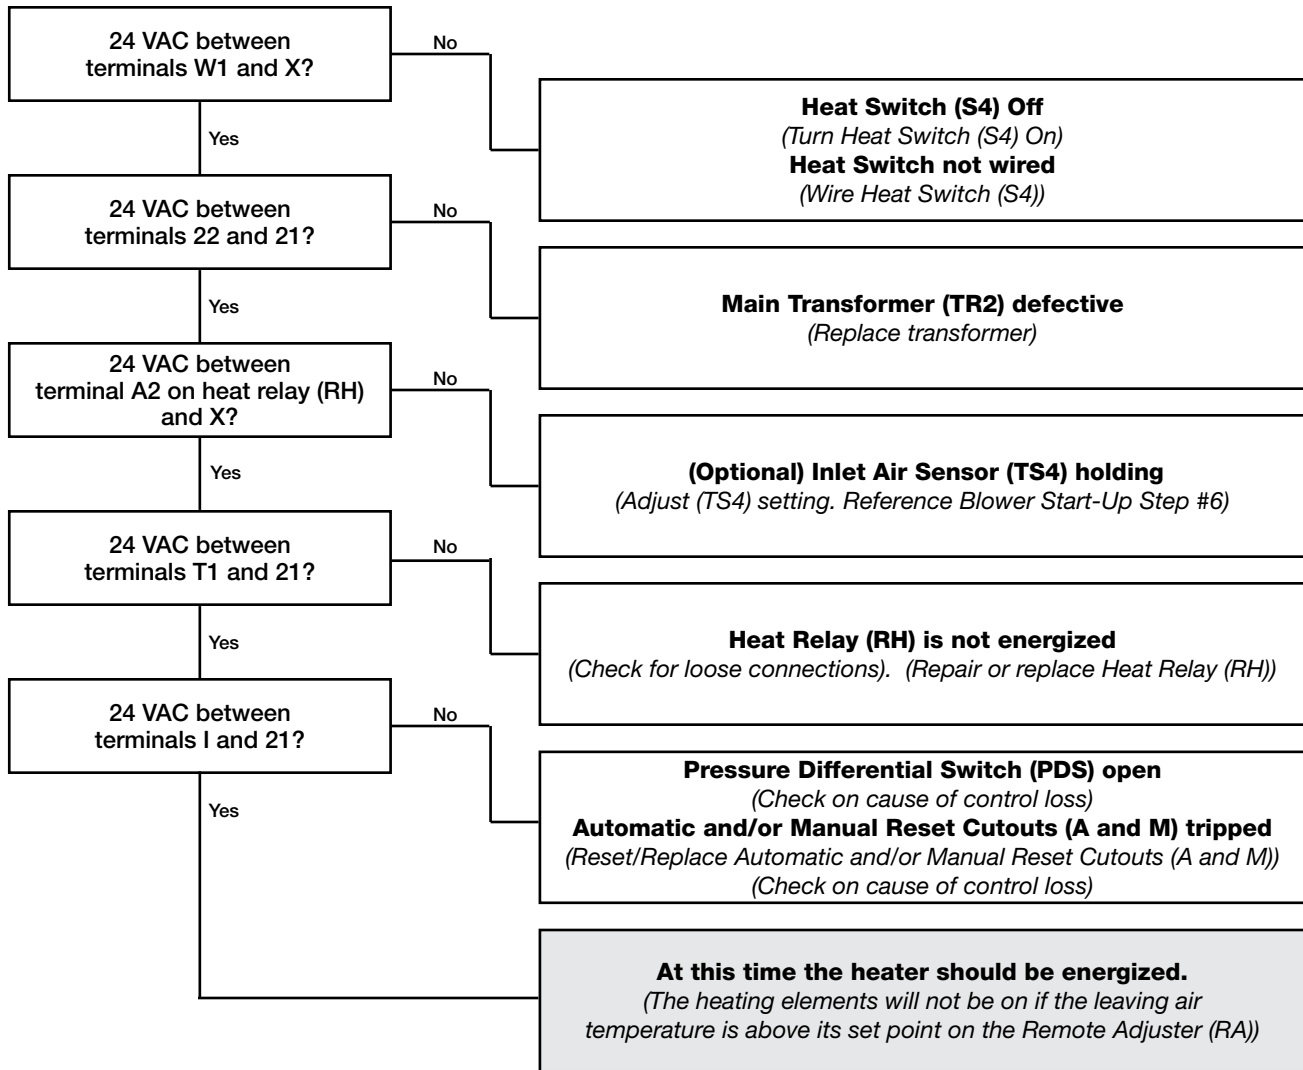 24 VAC between
terminals W1 and X?
No
Heat Switch (S4) Off
(Turn Heat Switch (S4) On)
Heat Switch not wired
(Wire Heat Switch (S4))
Yes
24 VAC between
terminals 22 and 21?
No
Main Transformer (TR2) defective
(Replace transformer)
Yes
24 VAC between
terminal A2 on heat relay (RH)
and X?
No
(Optional) Inlet Air Sensor (TS4) holding
(Adjust (TS4) setting. Reference Blower Start-Up Step #6)
Yes
24 VAC between
terminals T1 and 21?
No
Heat Relay (RH) is not energized
(Check for loose connections). (Repair or replace Heat Relay (RH))
Yes
24 VAC between
terminals I and 21?
No
Pressure Differential Switch (PDS) open
(Check on cause of control loss)
Automatic and/or Manual Reset Cutouts (A and M) tripped
(Reset/Replace Automatic and/or Manual Reset Cutouts (A and M))
(Check on cause of control loss)
Yes
At this time the heater should be energized.
(The heating elements will not be on if the leaving air
temperature is above its set point on the Remote Adjuster (RA))